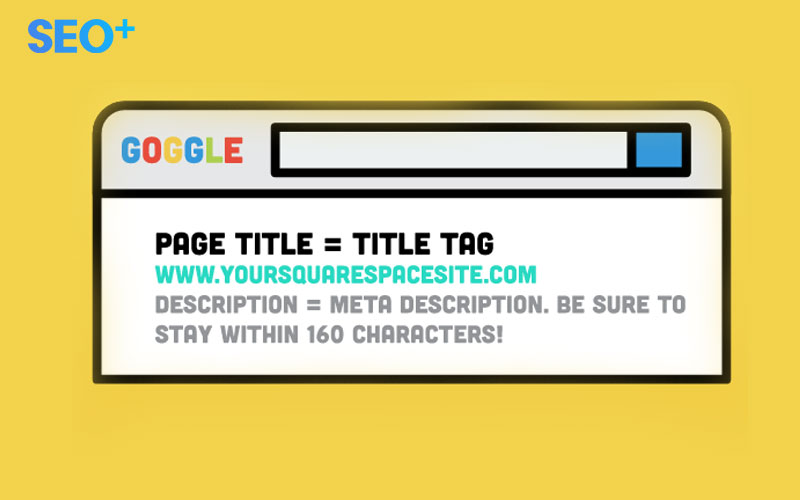 SEO+
GOGGLE
PAGE TITLE = TITLE TAG
WWW.YOURSQUARESPACESITE.COM
DESCRIPTION = META DESCRIPTION. BE SURE TO
STAY WITHIN 160 CHARACTERS!